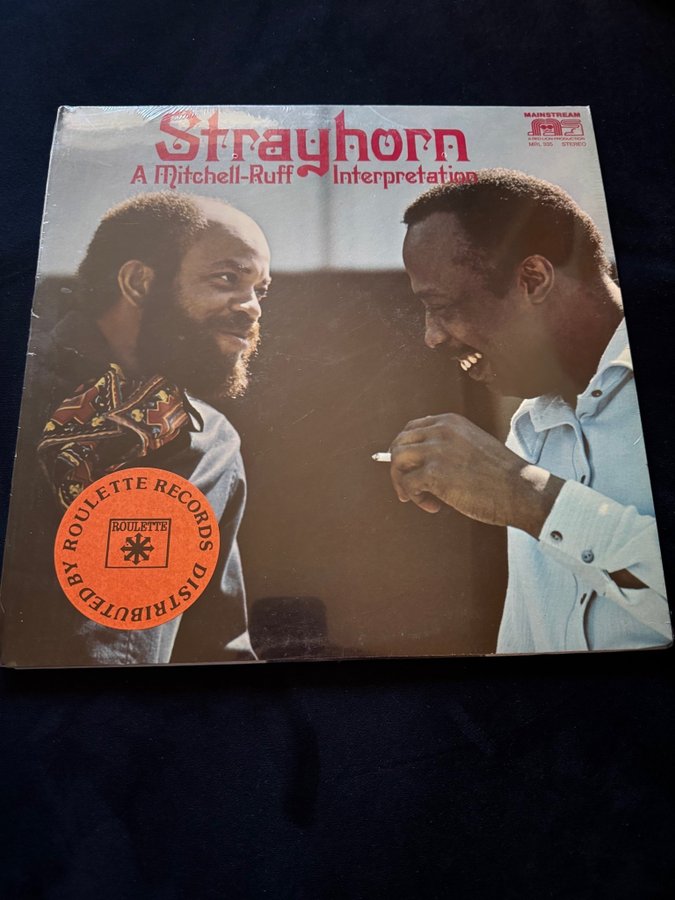 Strayhorn
A Mitchell-Ruff Interpretation
MAINSTREAM
A RED LION PRODUCTION
MRL 335 STEREO
DISTRIBUTED BY ROULETTE RECORDS
ROULETTE